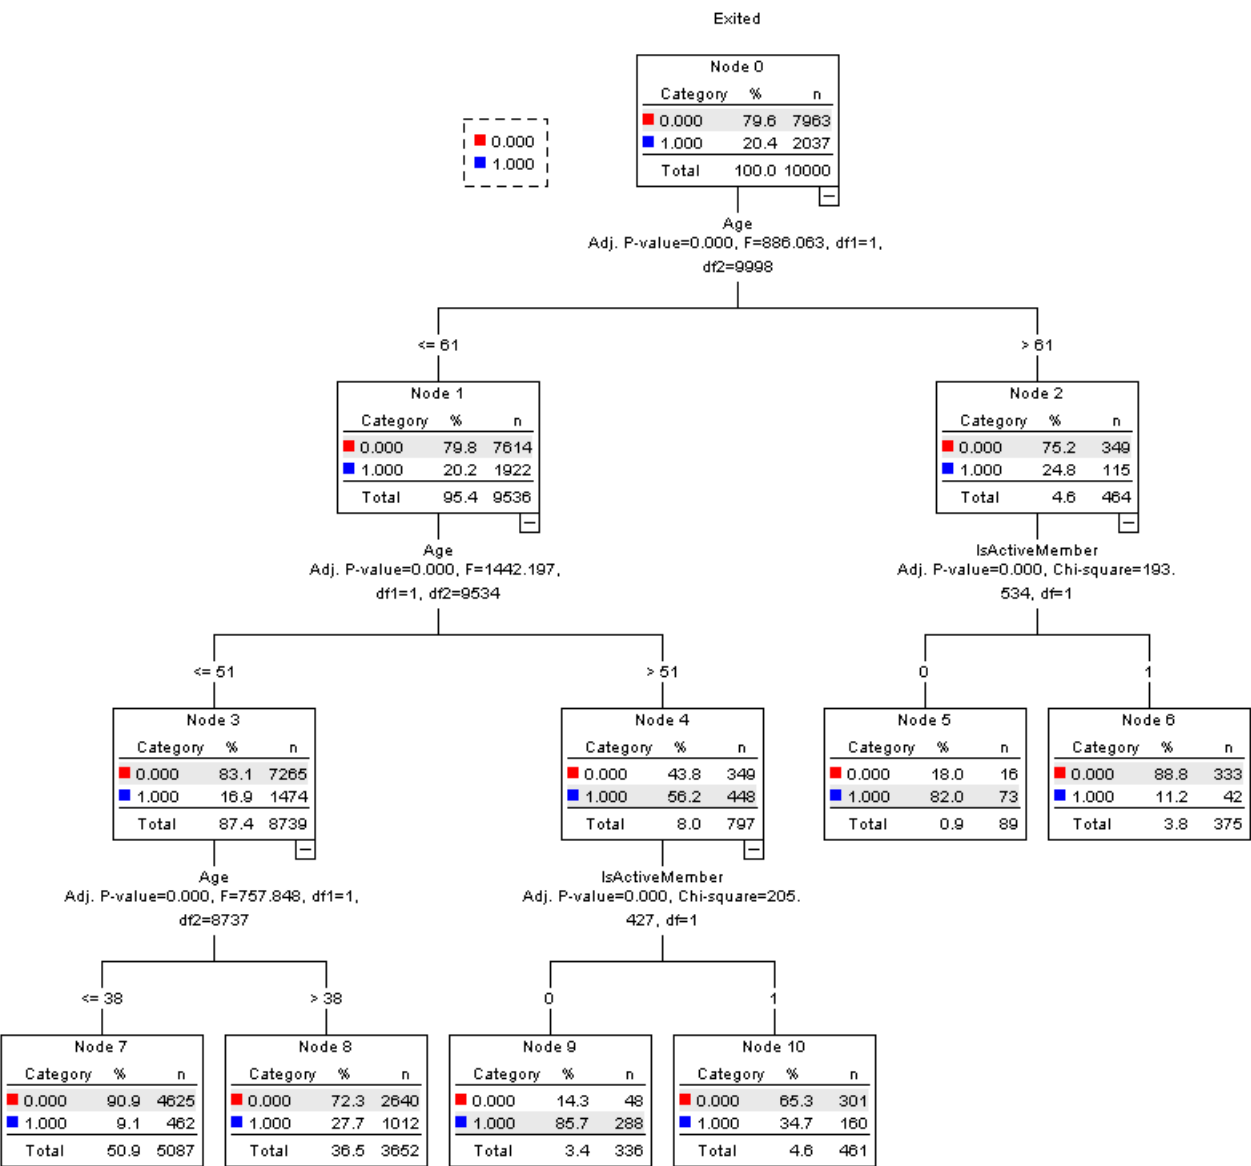 Exited
0.000
1.000
Node 0
Category % n
0.000 79.6 7963
1.000 20.4 2037
Total 100.0 10000
Age
Adj. P-value=0.000, F=886.063, df1=1,
df2=9998
<= 61
> 61
Node 1
Category % n
0.000 79.8 7614
1.000 20.2 1922
Total 95.4 9536
Node 2
Category % n
0.000 75.2 349
1.000 24.8 115
Total 4.6 464
Age
Adj. P-value=0.000, F=1442.197,
df1=1, df2=9534
IsActiveMember
Adj. P-value=0.000, Chi-square=193.
534, df=1
<= 51
> 51
0
1
Node 3
Category % n
0.000 83.1 7265
1.000 16.9 1474
Total 87.4 8739
Node 4
Category % n
0.000 43.8 349
1.000 56.2 448
Total 8.0 797
Node 5
Category % n
0.000 18.0 16
1.000 82.0 73
Total 0.9 89
Node 6
Category % n
0.000 88.8 333
1.000 11.2 42
Total 3.8 375
Age
Adj. P-value=0.000, F=757.848, df1=1,
df2=8737
IsActiveMember
Adj. P-value=0.000, Chi-square=205.
427, df=1
<= 38
> 38
0
1
Node 7
Category % n
0.000 90.9 4625
1.000 9.1 462
Total 50.9 5087
Node 8
Category % n
0.000 72.3 2640
1.000 27.7 1012
Total 36.5 3652
Node 9
Category % n
0.000 14.3 48
1.000 85.7 288
Total 3.4 336
Node 10
Category % n
0.000 65.3 301
1.000 34.7 160
Total 4.6 461